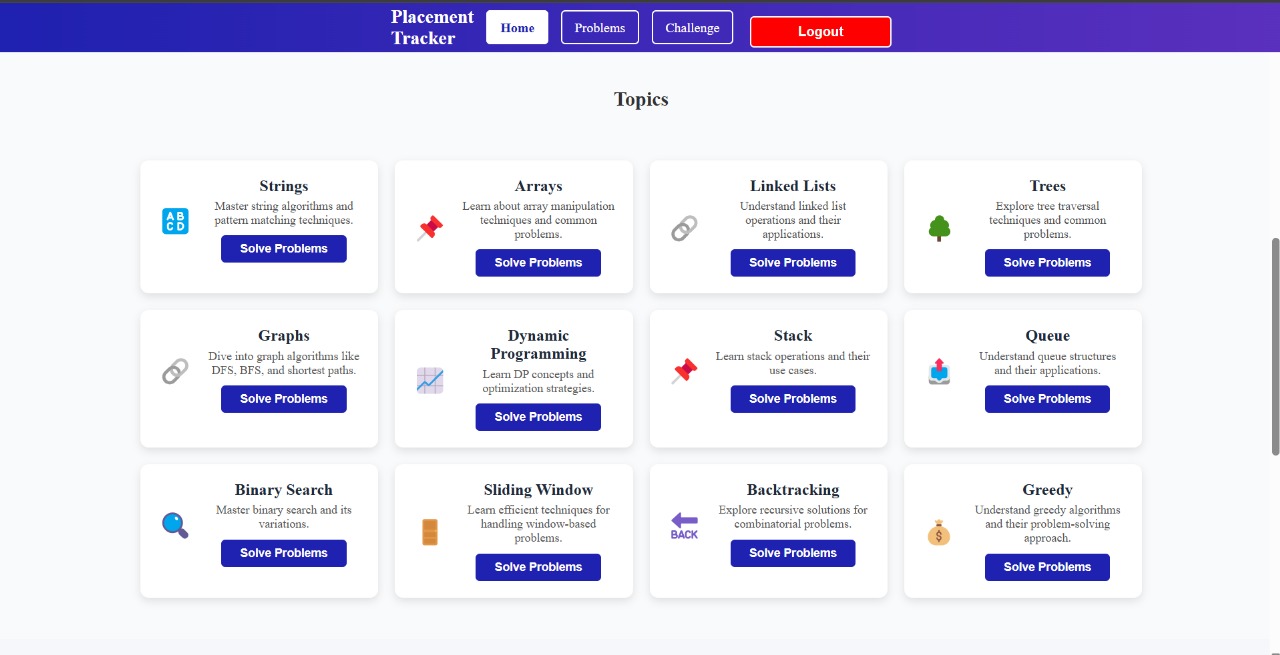 Placement
Tracker
Home
Problems
Challenge
Logout
Topics
Strings
Master string algorithms and
pattern matching techniques.
Solve Problems
Arrays
Learn about array manipulation
techniques and common
problems.
Solve Problems
Linked Lists
Understand linked list
operations and their
applications.
Solve Problems
Trees
Explore tree traversal
techniques and common
problems.
Solve Problems
Graphs
Dive into graph algorithms like
DFS, BFS, and shortest paths.
Solve Problems
Dynamic
Programming
Learn DP concepts and
optimization strategies.
Solve Problems
Stack
Learn stack operations and their
use cases.
Solve Problems
Queue
Understand queue structures
and their applications.
Solve Problems
Binary Search
Master binary search and its
variations.
Solve Problems
Sliding Window
Learn efficient techniques for
handling window-based
problems.
Solve Problems
BACK
Backtracking
Explore recursive solutions for
combinatorial problems.
Solve Problems
Greedy
Understand greedy algorithms
and their problem-solving
approach.
Solve Problems
A B
C D
$